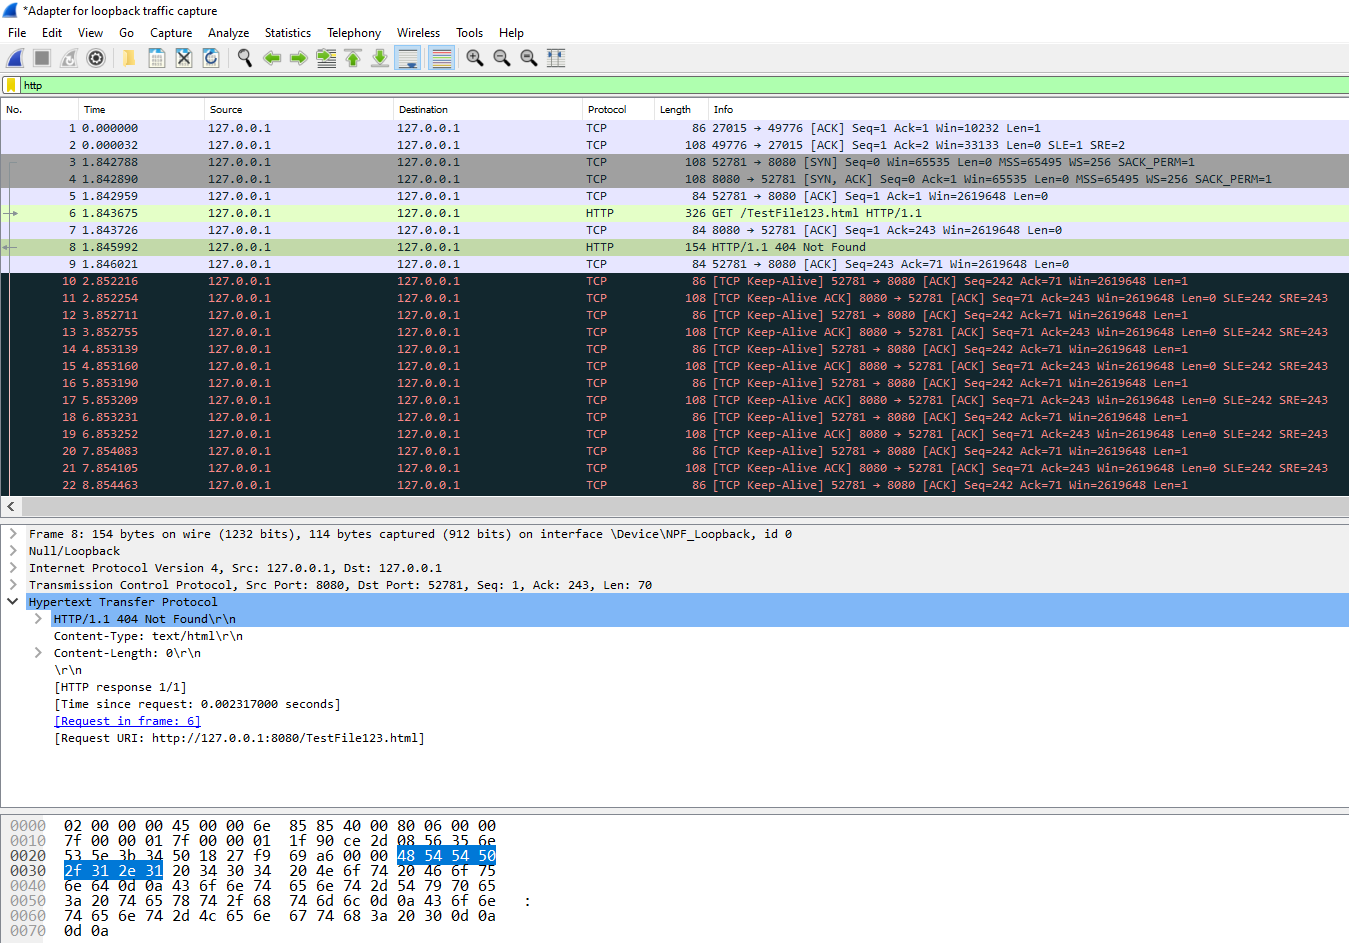 *Adapter for loopback traffic capture
File Edit View Go Capture Analyze Statistics Telephony Wireless Tools Help
http
No. Time Source Destination Protocol Length Info
1 0.000000 127.0.0.1 127.0.0.1 TCP 86 27015 → 49776 [ACK] Seq=1 Ack=1 Win=10232 Len=1
2 0.000032 127.0.0.1 127.0.0.1 TCP 108 49776 → 27015 [ACK] Seq=1 Ack=2 Win=33133 Len=0 SLE=1 SRE=2
3 1.842788 127.0.0.1 127.0.0.1 TCP 108 52781 → 8080 [SYN] Seq=0 Win=65535 Len=0 MSS=65495 WS=256 SACK_PERM=1
4 1.842890 127.0.0.1 127.0.0.1 TCP 108 8080 → 52781 [SYN, ACK] Seq=0 Ack=1 Win=65535 Len=0 MSS=65495 WS=256 SACK_PERM=1
5 1.842959 127.0.0.1 127.0.0.1 TCP 84 52781 → 8080 [ACK] Seq=1 Ack=1 Win=2619648 Len=0
6 1.843675 127.0.0.1 127.0.0.1 HTTP 326 GET /TestFile123.html HTTP/1.1
7 1.843726 127.0.0.1 127.0.0.1 TCP 84 8080 → 52781 [ACK] Seq=1 Ack=243 Win=2619648 Len=0
8 1.845992 127.0.0.1 127.0.0.1 HTTP 154 HTTP/1.1 404 Not Found
9 1.846021 127.0.0.1 127.0.0.1 TCP 84 52781 → 8080 [ACK] Seq=243 Ack=71 Win=2619648 Len=0
10 2.852216 127.0.0.1 127.0.0.1 TCP 86 [TCP Keep-Alive] 52781 → 8080 [ACK] Seq=242 Ack=71 Win=2619648 Len=1
11 2.852254 127.0.0.1 127.0.0.1 TCP 108 [TCP Keep-Alive ACK] 8080 → 52781 [ACK] Seq=71 Ack=243 Win=2619648 Len=0 SLE=242 SRE=243
12 3.852711 127.0.0.1 127.0.0.1 TCP 86 [TCP Keep-Alive] 52781 → 8080 [ACK] Seq=242 Ack=71 Win=2619648 Len=1
13 3.852755 127.0.0.1 127.0.0.1 TCP 108 [TCP Keep-Alive ACK] 8080 → 52781 [ACK] Seq=71 Ack=243 Win=2619648 Len=0 SLE=242 SRE=243
14 4.853139 127.0.0.1 127.0.0.1 TCP 86 [TCP Keep-Alive] 52781 → 8080 [ACK] Seq=242 Ack=71 Win=2619648 Len=1
15 4.853160 127.0.0.1 127.0.0.1 TCP 108 [TCP Keep-Alive ACK] 8080 → 52781 [ACK] Seq=71 Ack=243 Win=2619648 Len=0 SLE=242 SRE=243
16 5.853190 127.0.0.1 127.0.0.1 TCP 86 [TCP Keep-Alive] 52781 → 8080 [ACK] Seq=242 Ack=71 Win=2619648 Len=1
17 5.853209 127.0.0.1 127.0.0.1 TCP 108 [TCP Keep-Alive ACK] 8080 → 52781 [ACK] Seq=71 Ack=243 Win=2619648 Len=0 SLE=242 SRE=243
18 6.853231 127.0.0.1 127.0.0.1 TCP 86 [TCP Keep-Alive] 52781 → 8080 [ACK] Seq=242 Ack=71 Win=2619648 Len=1
19 6.853252 127.0.0.1 127.0.0.1 TCP 108 [TCP Keep-Alive ACK] 8080 → 52781 [ACK] Seq=71 Ack=243 Win=2619648 Len=0 SLE=242 SRE=243
20 7.854083 127.0.0.1 127.0.0.1 TCP 86 [TCP Keep-Alive] 52781 → 8080 [ACK] Seq=242 Ack=71 Win=2619648 Len=1
21 7.854105 127.0.0.1 127.0.0.1 TCP 108 [TCP Keep-Alive ACK] 8080 → 52781 [ACK] Seq=71 Ack=243 Win=2619648 Len=0 SLE=242 SRE=243
22 8.854463 127.0.0.1 127.0.0.1 TCP 86 [TCP Keep-Alive] 52781 → 8080 [ACK] Seq=242 Ack=71 Win=2619648 Len=1
Frame 8: 154 bytes on wire (1232 bits), 114 bytes captured (912 bits) on interface \Device\NPF_Loopback, id 0
Null/Loopback
Internet Protocol Version 4, Src: 127.0.0.1, Dst: 127.0.0.1
Transmission Control Protocol, Src Port: 8080, Dst Port: 52781, Seq: 1, Ack: 243, Len: 70
Hypertext Transfer Protocol
HTTP/1.1 404 Not Found\r\n
Content-Type: text/html\r\n
Content-Length: 0\r\n
\r\n
[HTTP response 1/1]
[Time since request: 0.002317000 seconds]
[Request in frame: 6]
[Request URI: http://127.0.0.1:8080/TestFile123.html]
0000 02 00 00 00 45 00 00 6e 85 85 40 00 80 06 00 00
0010 7f 00 00 01 7f 00 00 01 1f 90 ce 2d 08 56 35 6e
0020 53 5e 3b 34 50 18 27 f9 69 a6 00 00 48 54 54 50
0030 2f 31 2e 31 20 34 30 34 20 4e 6f 74 20 46 6f 75
0040 6e 64 0d 0a 43 6f 6e 74 65 6e 74 2d 54 79 70 65
0050 3a 20 74 65 78 74 2f 68 74 6d 6c 0d 0a 43 6f 6e :
0060 74 65 6e 74 2d 4c 65 6e 67 74 68 3a 20 30 0d 0a
0070 0d 0a